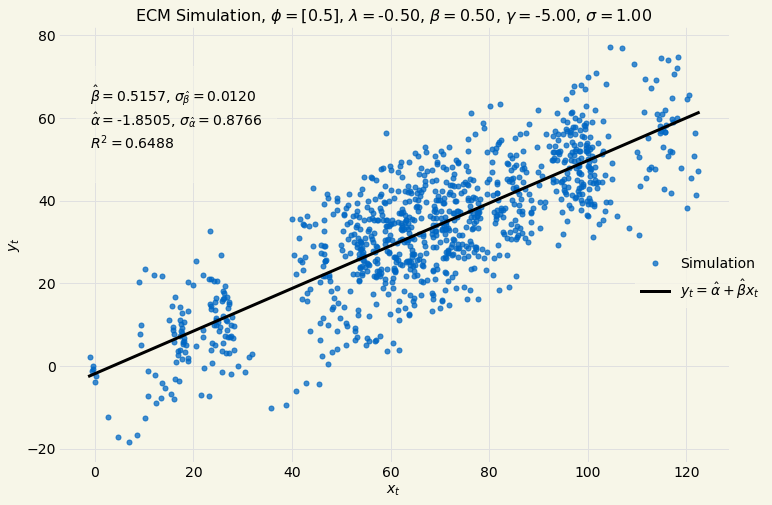 ECM Simulation, ϕ = [0.5], λ = -0.50, β = 0.50, γ = -5.00, σ = 1.00
80
60
40
20
0
−20
y_t
β̂ = 0.5157, σ_β̂ = 0.0120
α̂ = -1.8505, σ_α̂ = 0.8766
R² = 0.6488
Simulation
y_t = α̂ + β̂x_t
0 20 40 60 80 100 120
x_t